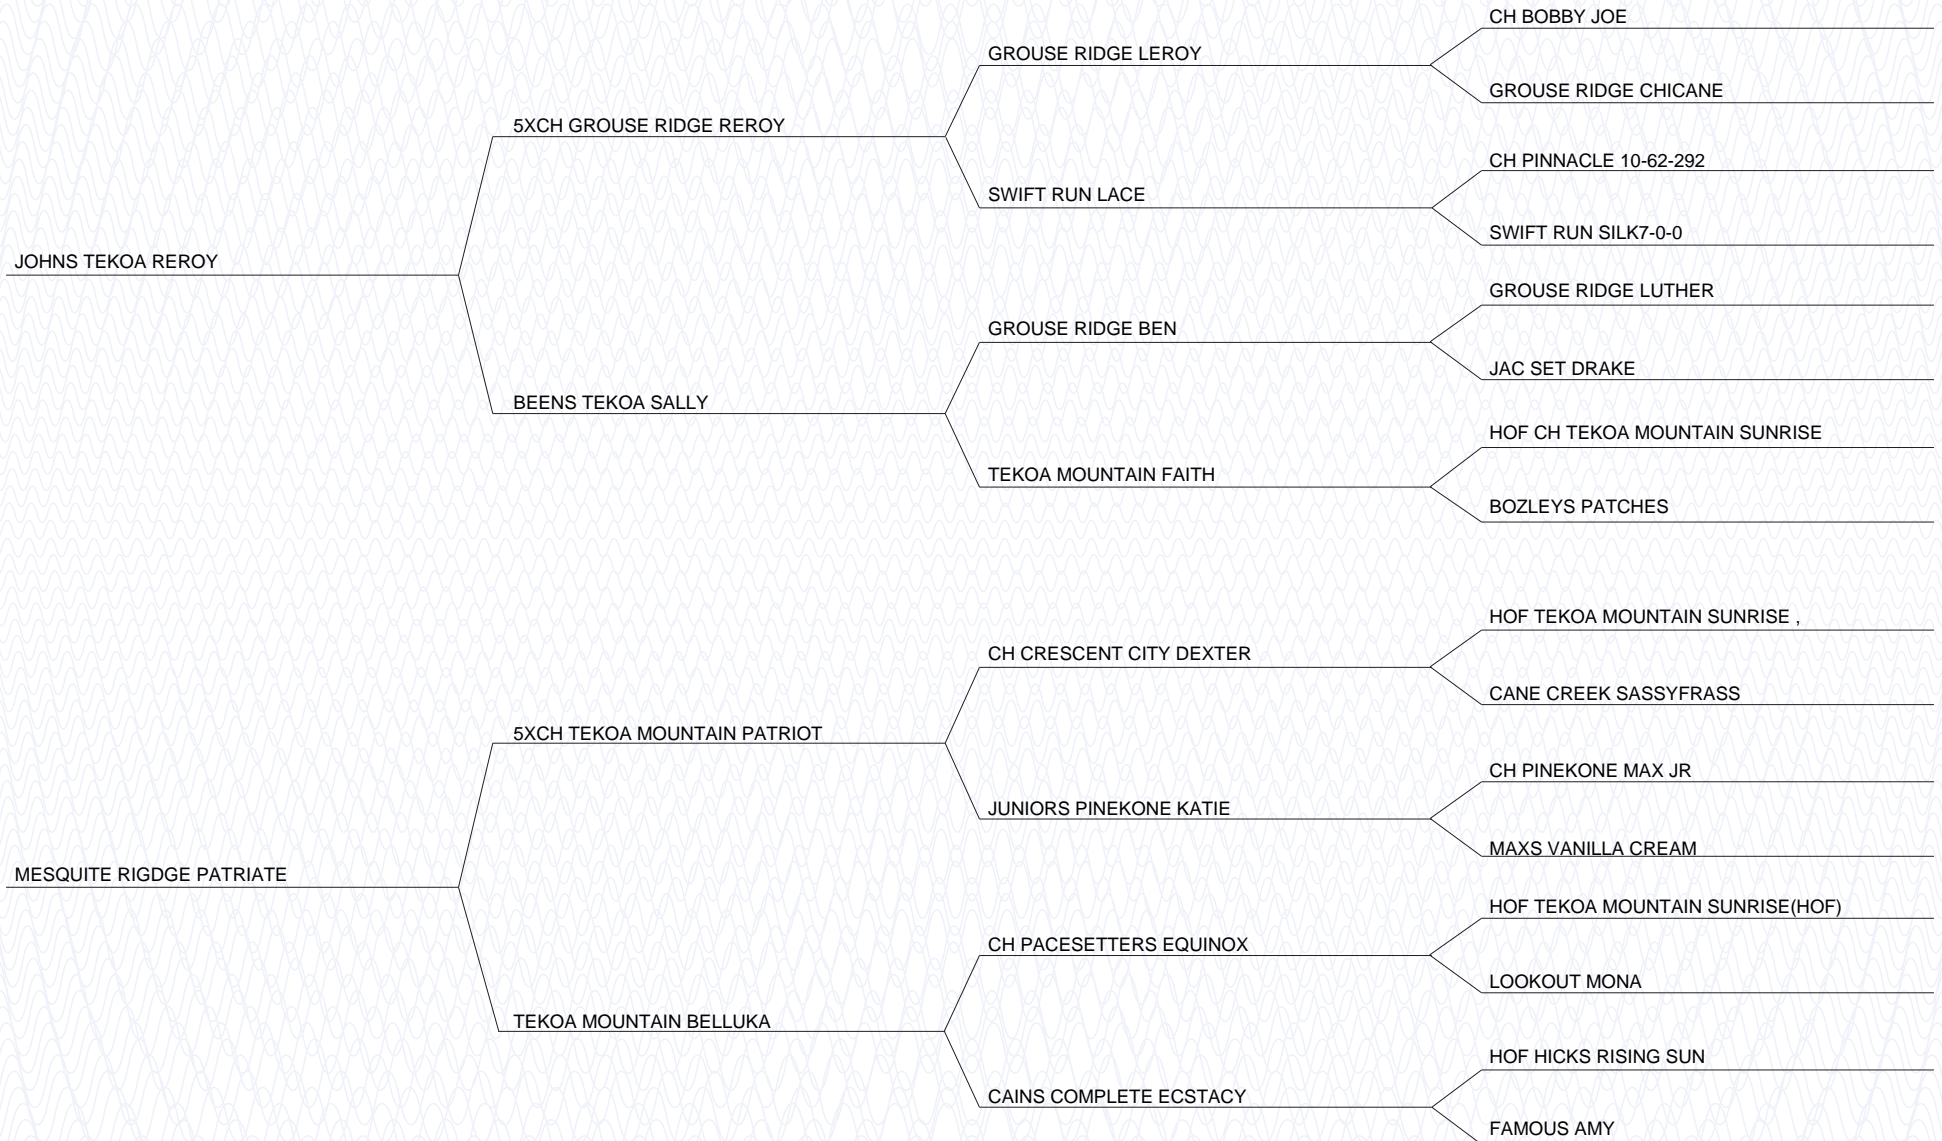 CH BOBBY JOE
GROUSE RIDGE LEROY
GROUSE RIDGE CHICANE
5XCH GROUSE RIDGE REROY
CH PINNACLE 10-62-292
SWIFT RUN LACE
SWIFT RUN SILK7-0-0
JOHNS TEKOA REROY
GROUSE RIDGE LUTHER
GROUSE RIDGE BEN
JAC SET DRAKE
BEENS TEKOA SALLY
HOF CH TEKOA MOUNTAIN SUNRISE
TEKOA MOUNTAIN FAITH
BOZLEYS PATCHES
HOF TEKOA MOUNTAIN SUNRISE ,
CH CRESCENT CITY DEXTER
CANE CREEK SASSYFRASS
5XCH TEKOA MOUNTAIN PATRIOT
CH PINEKONE MAX JR
JUNIORS PINEKONE KATIE
MAXS VANILLA CREAM
MESQUITE RIGDGE PATRIATE
HOF TEKOA MOUNTAIN SUNRISE(HOF)
CH PACESETTERS EQUINOX
LOOKOUT MONA
TEKOA MOUNTAIN BELLUKA
HOF HICKS RISING SUN
CAINS COMPLETE ECSTACY
FAMOUS AMY